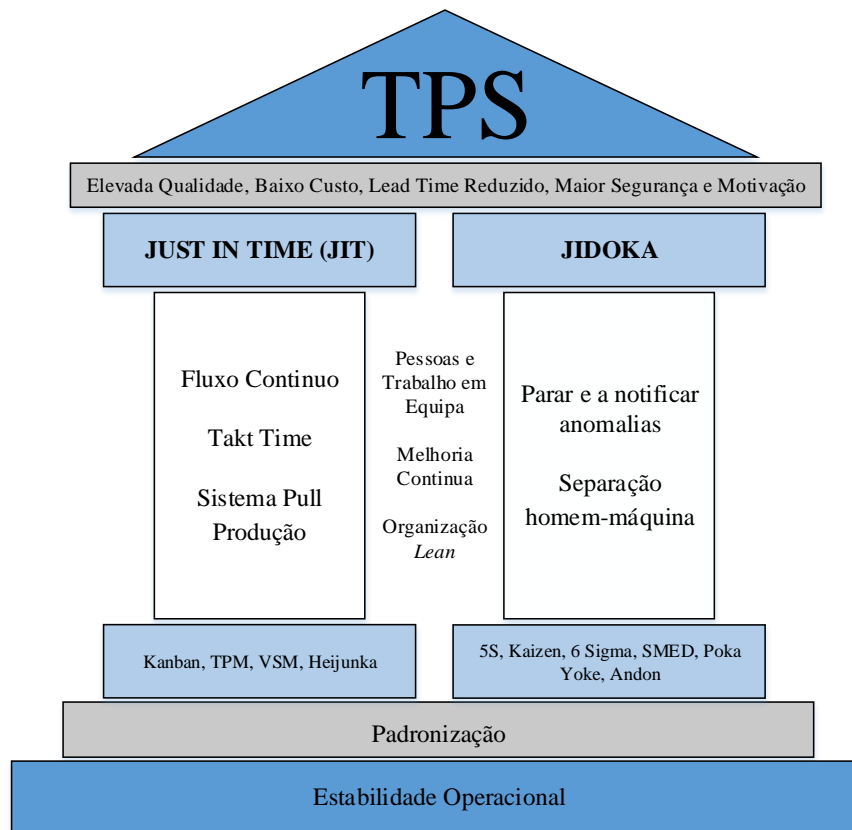 TPS
Elevada Qualidade, Baixo Custo, Lead Time Reduzido, Maior Segurança e Motivação
JUST IN TIME (JIT)
JIDOKA
Fluxo Continuo
Takt Time
Sistema Pull
Produção
Pessoas e
Trabalho em
Equipa
Melhoria
Continua
Organização
Lean
Parar e a notificar
anomalias
Separação
homem-máquina
Kanban, TPM, VSM, Heijunka
5S, Kaizen, 6 Sigma, SMED, Poka
Yoke, Andon
Padronização
Estabilidade Operacional